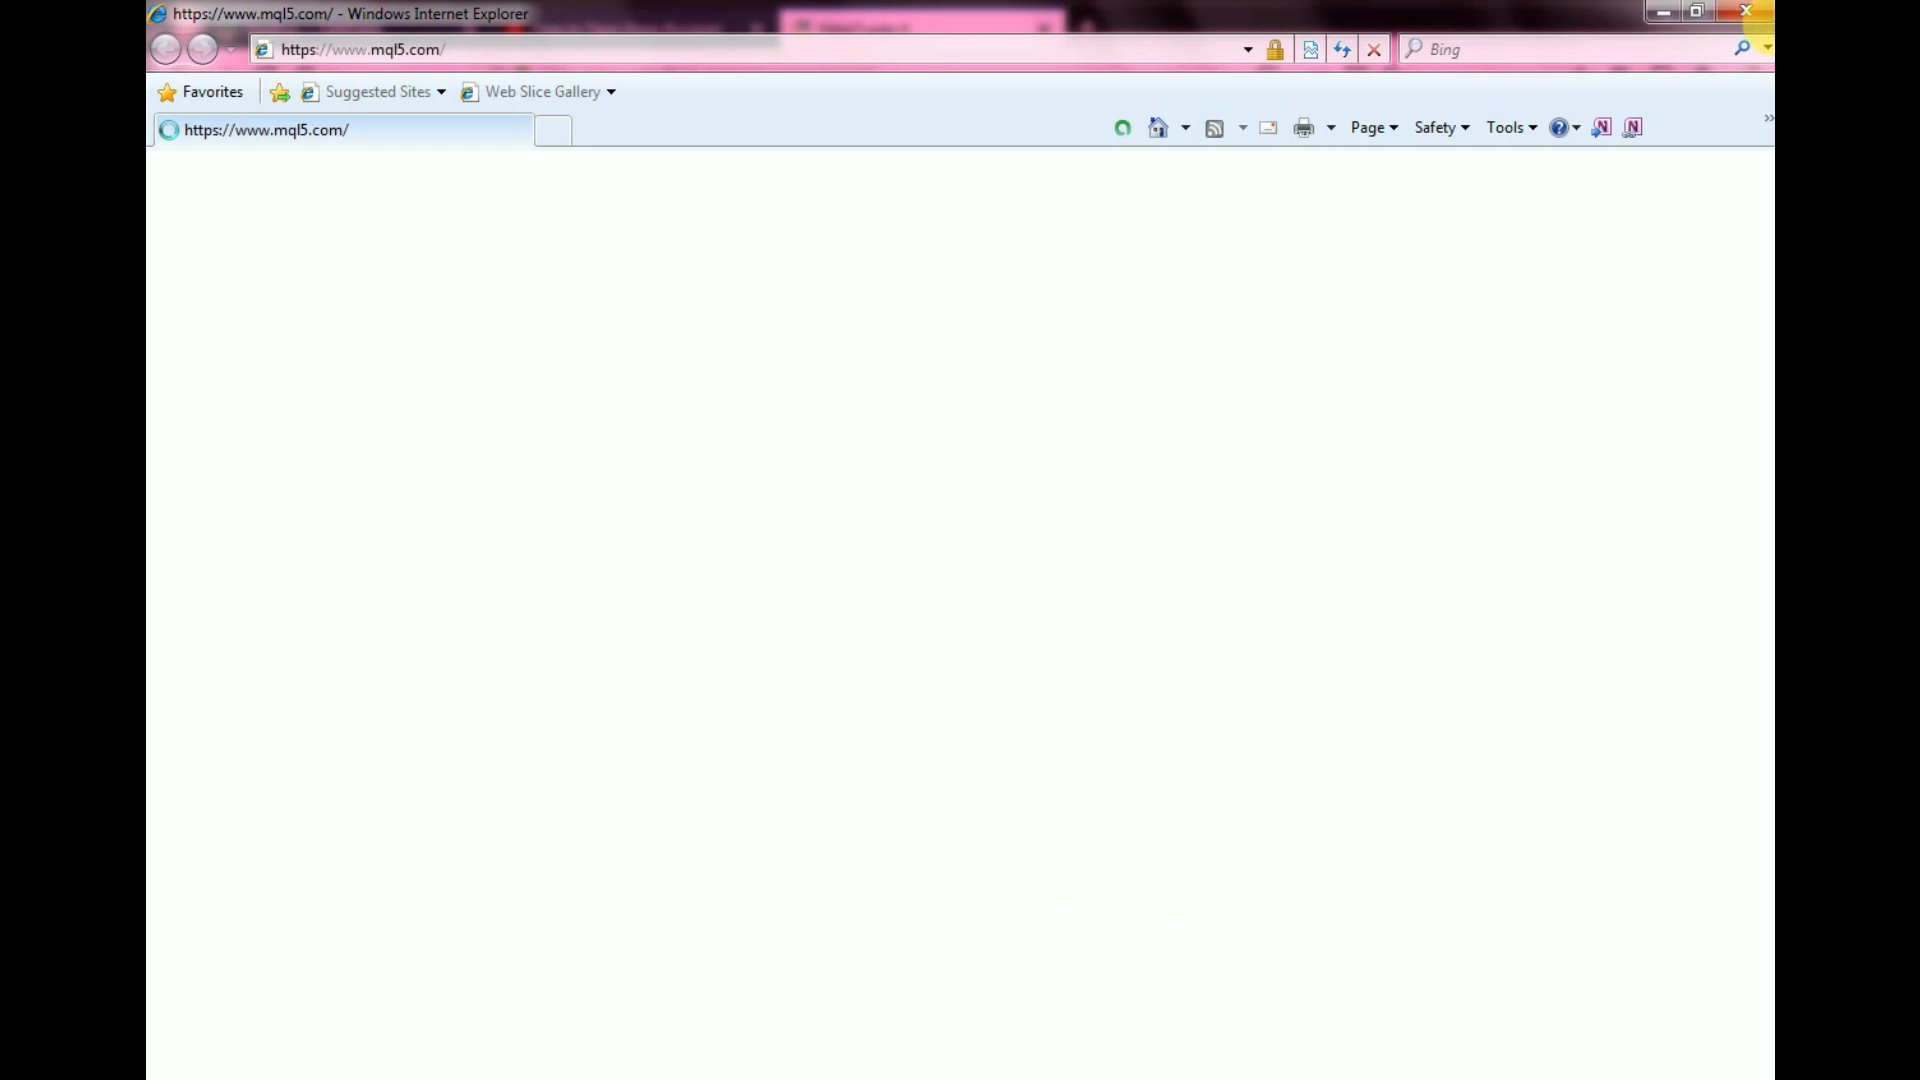 https://www.mql5.com/ - Windows Internet Explorer
https://www.mql5.com/
Bing
Favorites
Suggested Sites
Web Slice Gallery
https://www.mql5.com/
Page
Safety
Tools